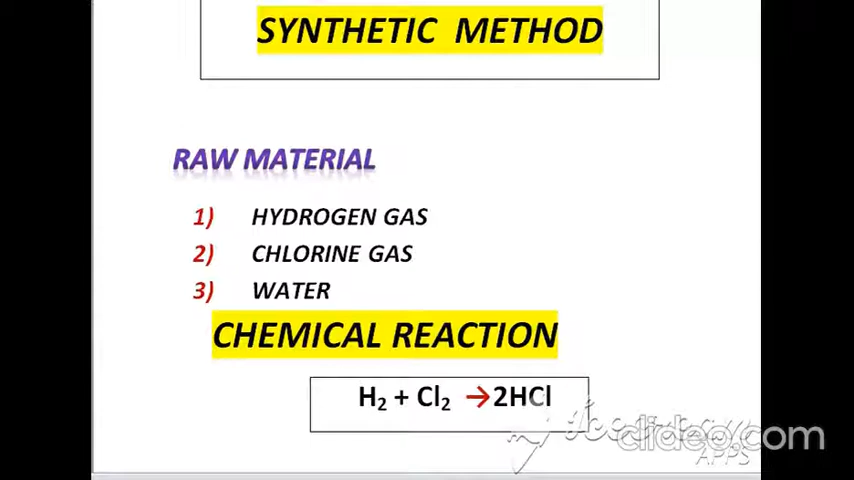 SYNTHETIC METHOD
RAW MATERIAL
1) HYDROGEN GAS
2) CHLORINE GAS
3) WATER
CHEMICAL REACTION
H₂ + Cl₂ →2HCl
clideo.com
APPS